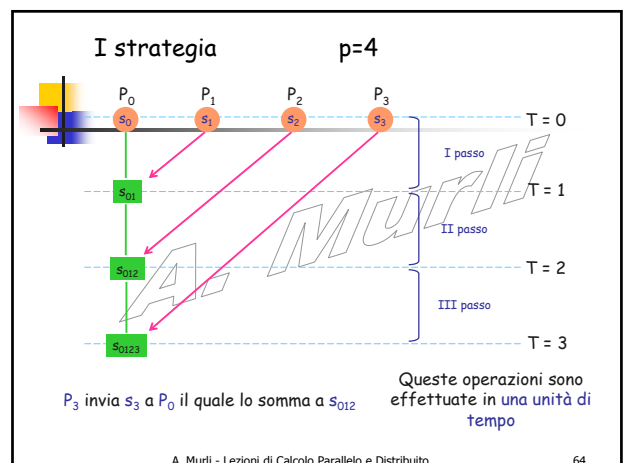 I strategia p=4
P0 P1 P2 P3
s0 s1 s2 s3 T = 0
I passo
s01 T = 1
II passo
s012 T = 2
III passo
s0123 T = 3
A. Murli
P3 invia s3 a P0 il quale lo somma a s012
Queste operazioni sono
effettuate in una unità di
tempo
A. Murli - Lezioni di Calcolo Parallelo e Distribuito 64